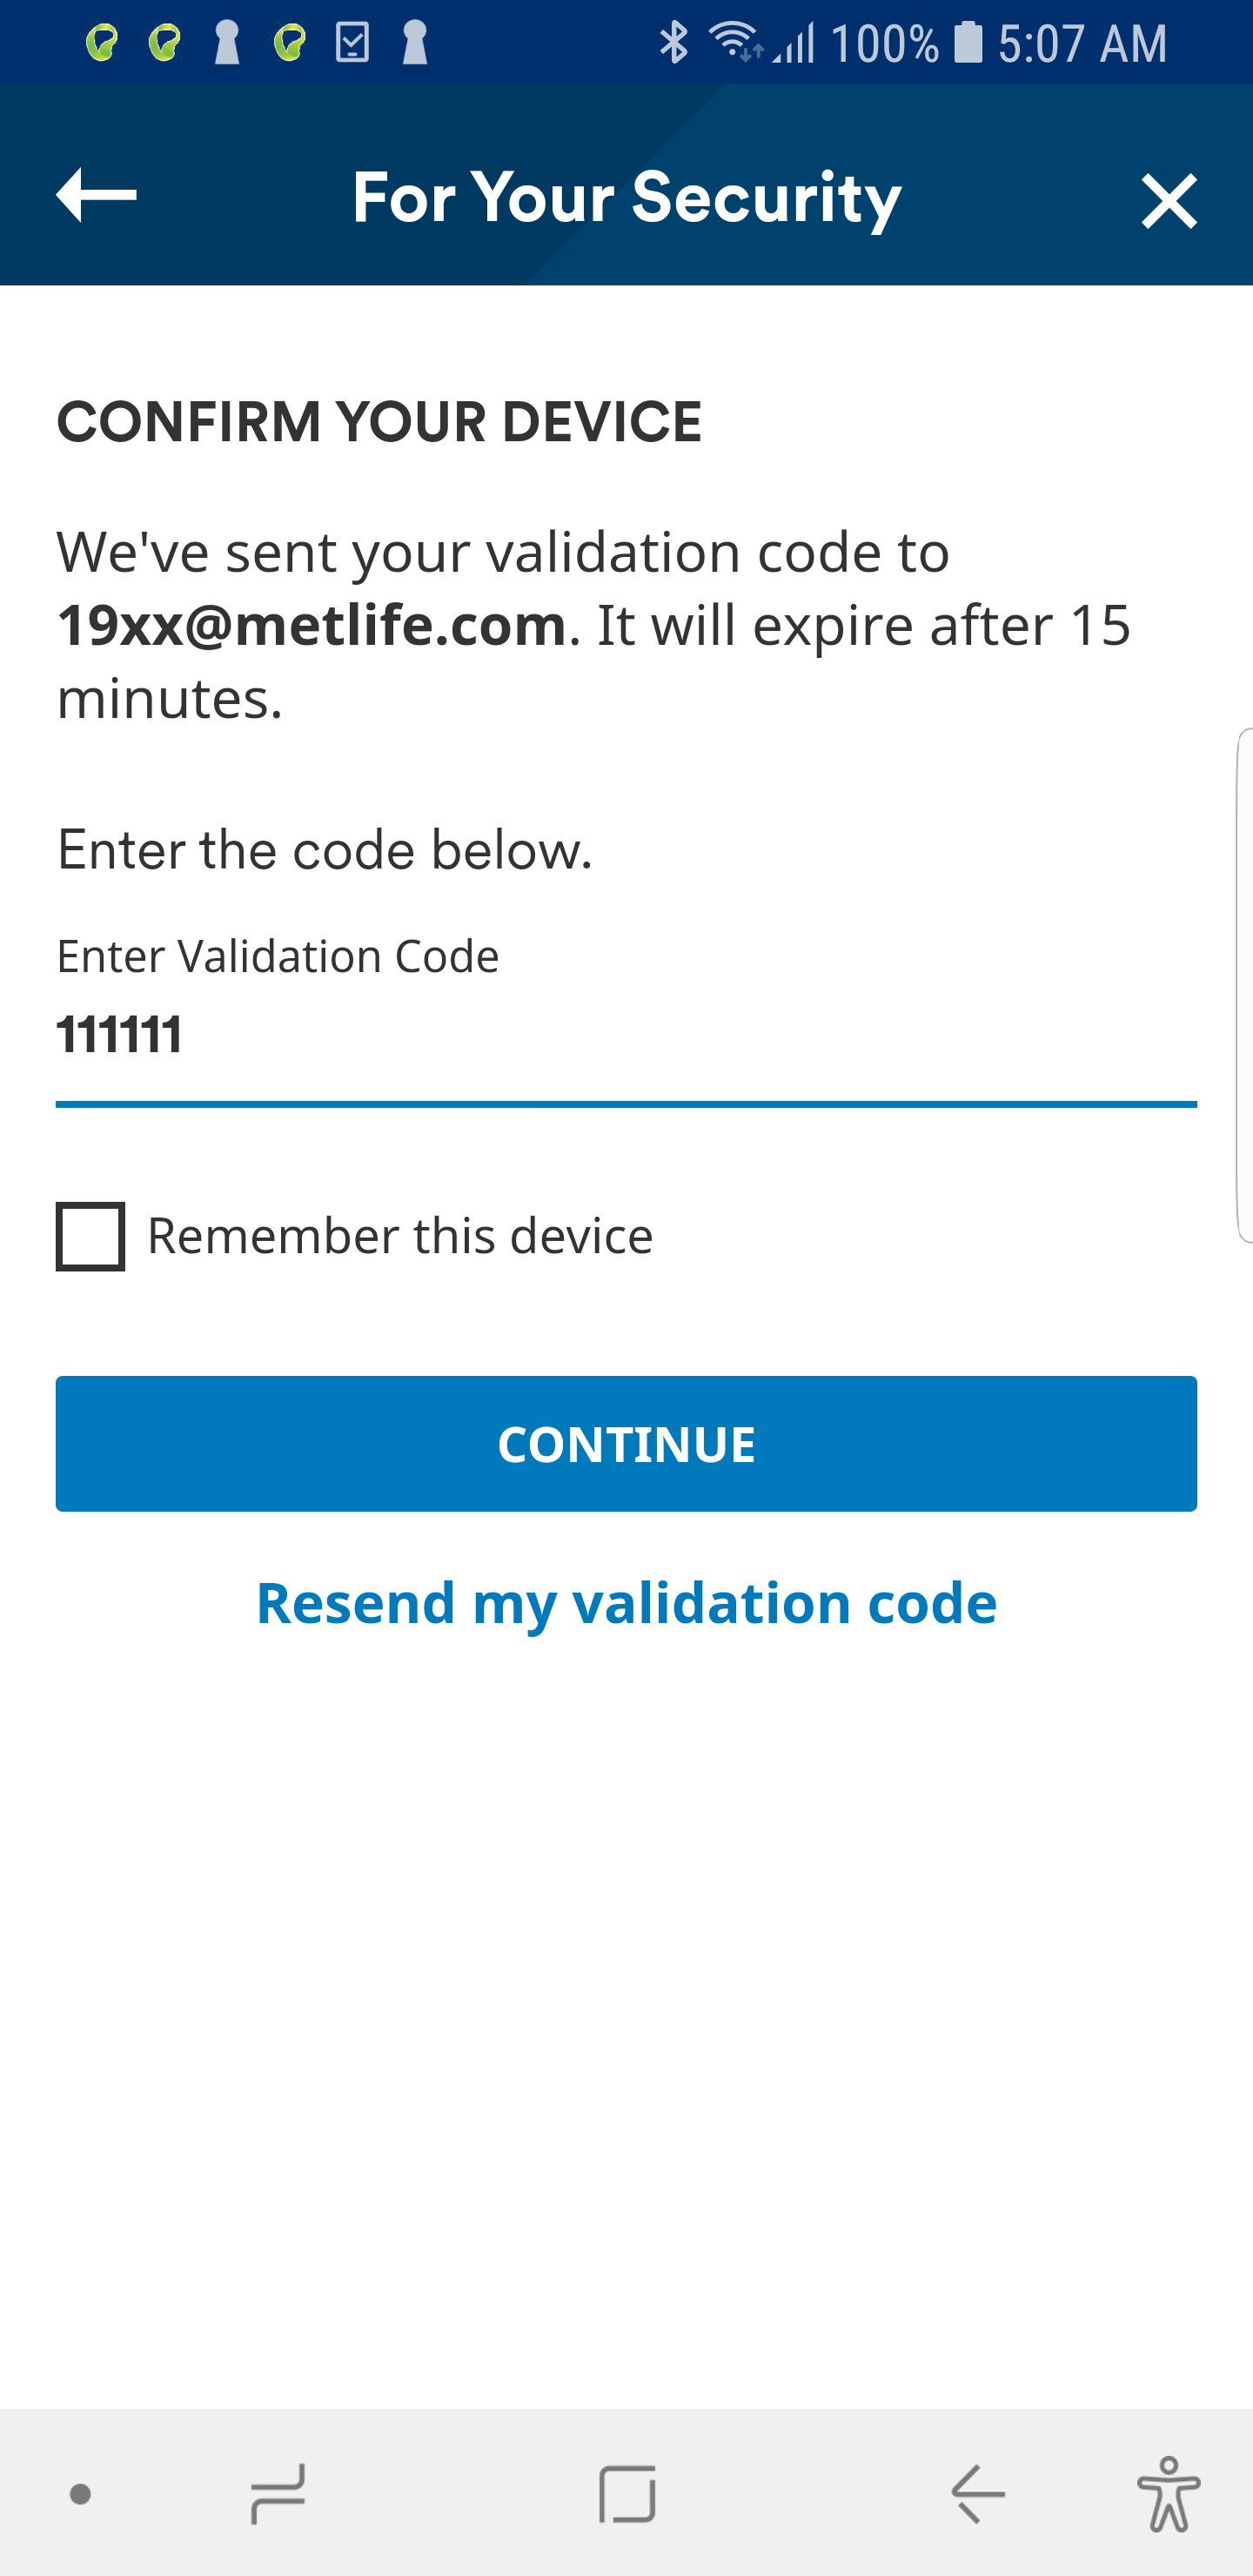 100% 5:07 AM
For Your Security
CONFIRM YOUR DEVICE
We've sent your validation code to
19xx@metlife.com. It will expire after 15
minutes.
Enter the code below.
Enter Validation Code
111111
Remember this device
CONTINUE
Resend my validation code